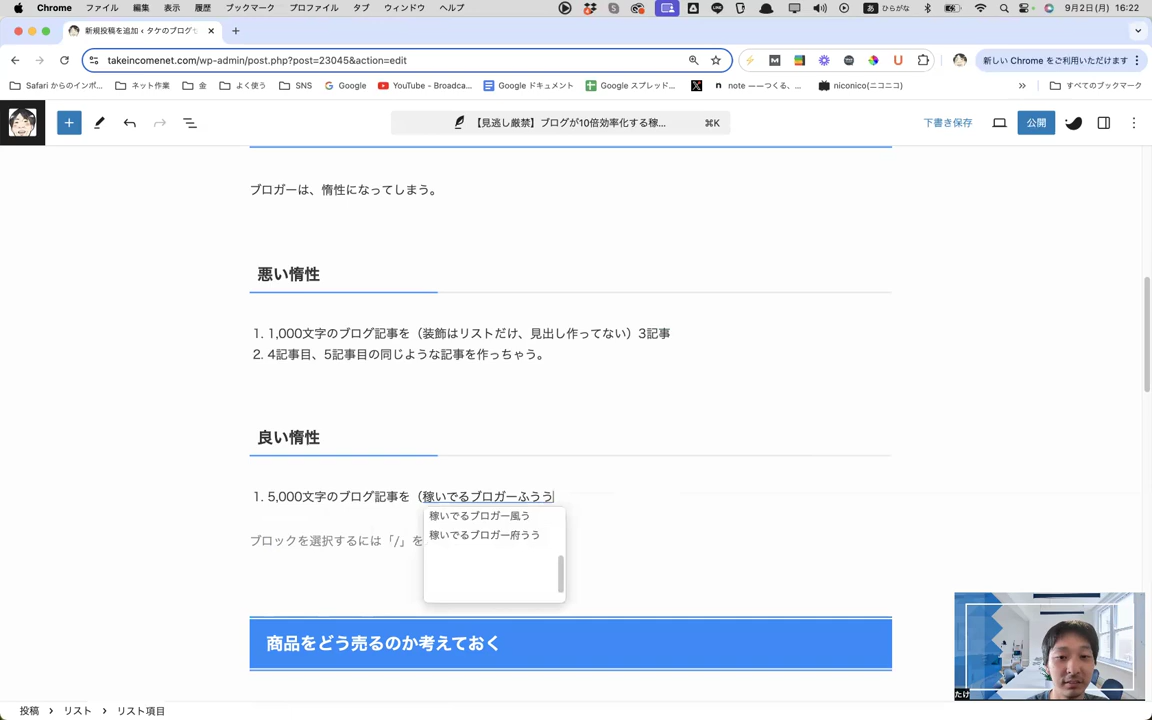 Chrome ファイル 編集 表示 履歴 ブックマーク プロファイル タブ ウィンドウ ヘルプ あ ひらがな 9月2日(月) 16:22
新規投稿を追加 ‹ タケのブログセ
takeincomenet.com/wp-admin/post.php?post=23045&action=edit 新しい Chrome をご利用いただけます
Safari からのインポ... ネット作業 金 よく使う SNS Google YouTube - Broadca... Google ドキュメント Google スプレッド... X note ーーつくる、... niconico(ニコニコ) » すべてのブックマーク
【見逃し厳禁】ブログが10倍効率化する稼... ⌘K 下書き保存 公開
ブロガーは、惰性になってしまう。
悪い惰性
1. 1,000文字のブログ記事を（装飾はリストだけ、見出し作ってない）3記事
2. 4記事目、5記事目の同じような記事を作っちゃう。
良い惰性
1. 5,000文字のブログ記事を（稼いでるブロガーふうう
稼いでるブロガー風う
稼いでるブロガー府うう
ブロックを選択するには「/」を
商品をどう売るのか考えておく
たけ
投稿 › リスト › リスト項目